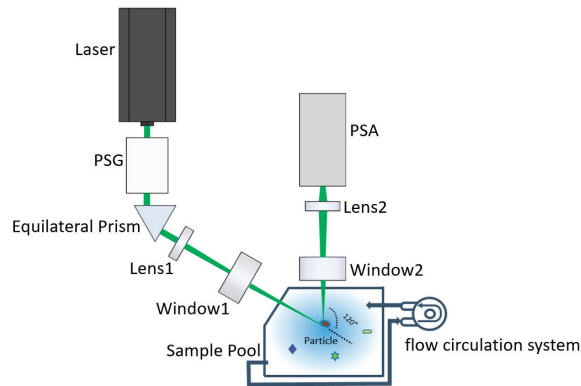 Laser
PSG
PSA
Equilateral Prism
Lens2
Lens1
Window2
Window1
120°
Particle
Sample Pool
flow circulation system